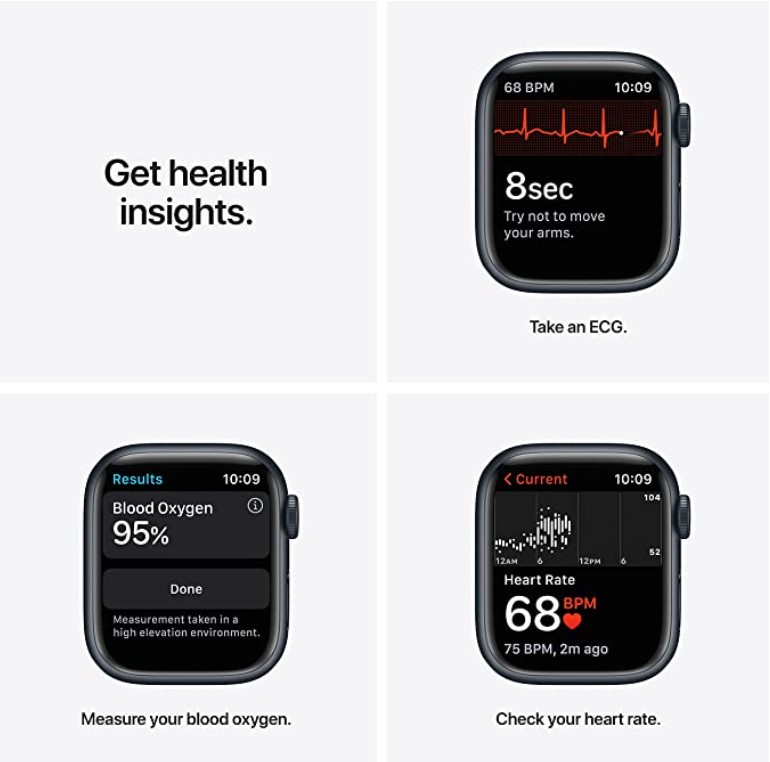 Get health
insights.
68 BPM 10:09
8sec
Try not to move
your arms.
Take an ECG.
Results 10:09
Blood Oxygen
95%
Done
Measurement taken in a
high elevation environment.
Measure your blood oxygen.
Current 10:09
104
52
12AM 6 12PM 6
Heart Rate
68 BPM
75 BPM, 2m ago
Check your heart rate.